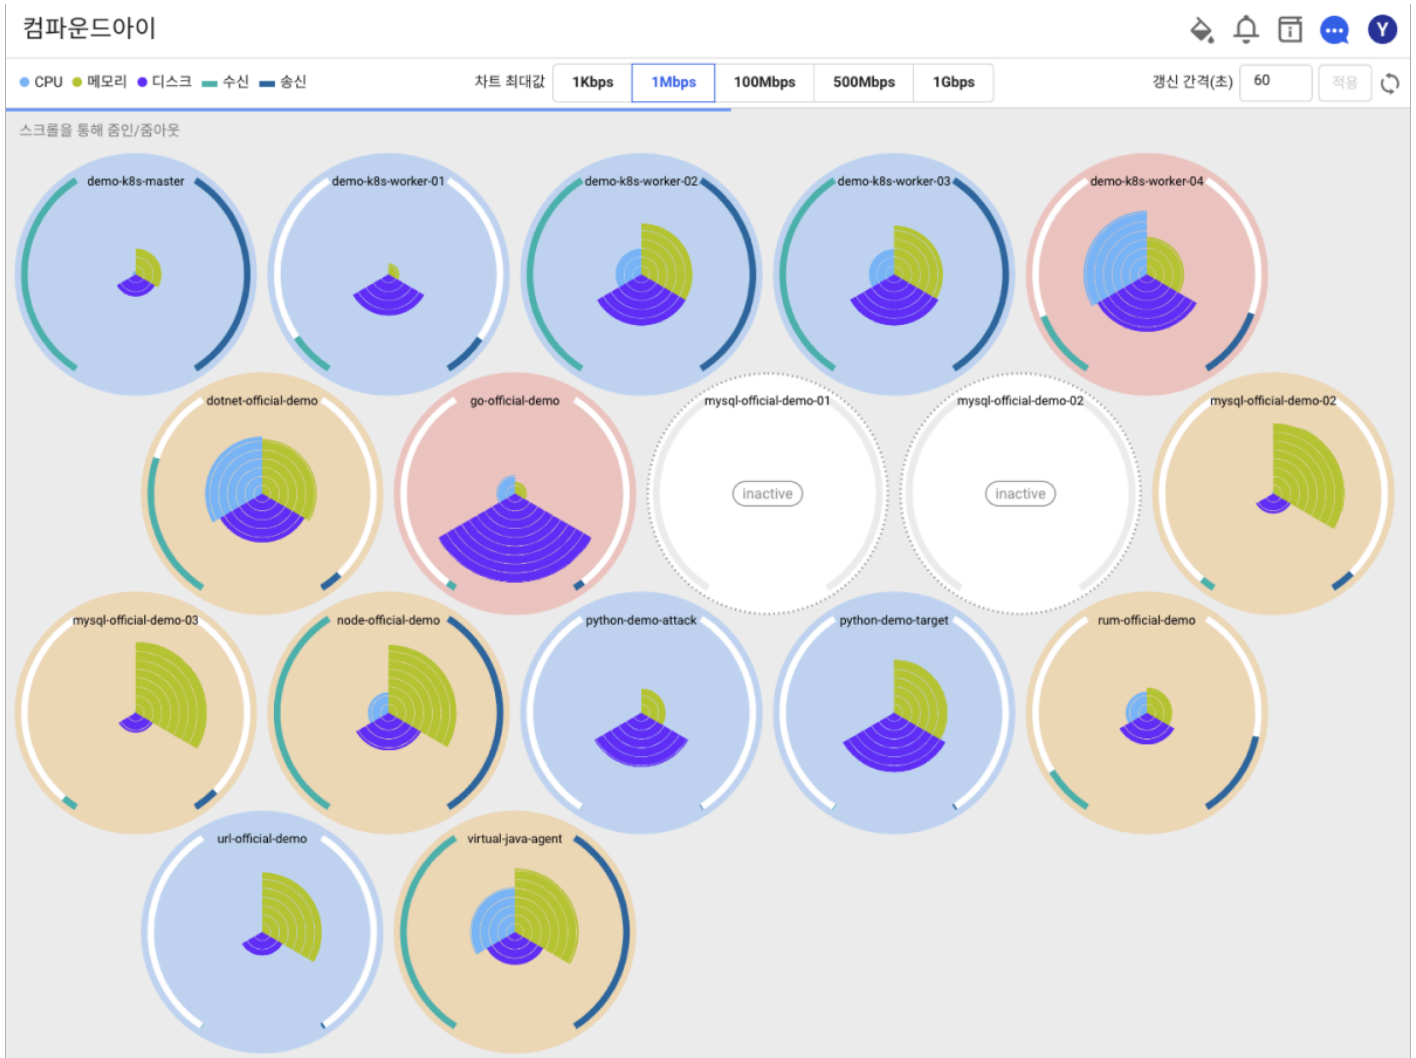 컴파운드아이
Y
CPU 메모리 디스크 수신 송신 차트 최대값 1Kbps 1Mbps 100Mbps 500Mbps 1Gbps 갱신 간격(초) 60 적용
스크롤을 통해 줌인/줌아웃
demo-k8s-master demo-k8s-worker-01 demo-k8s-worker-02 demo-k8s-worker-03 demo-k8s-worker-04
dotnet-official-demo go-official-demo mysql-official-demo-01 mysql-official-demo-02 mysql-official-demo-02
inactive inactive
mysql-official-demo-03 node-official-demo python-demo-attack python-demo-target rum-official-demo
url-official-demo virtual-java-agent